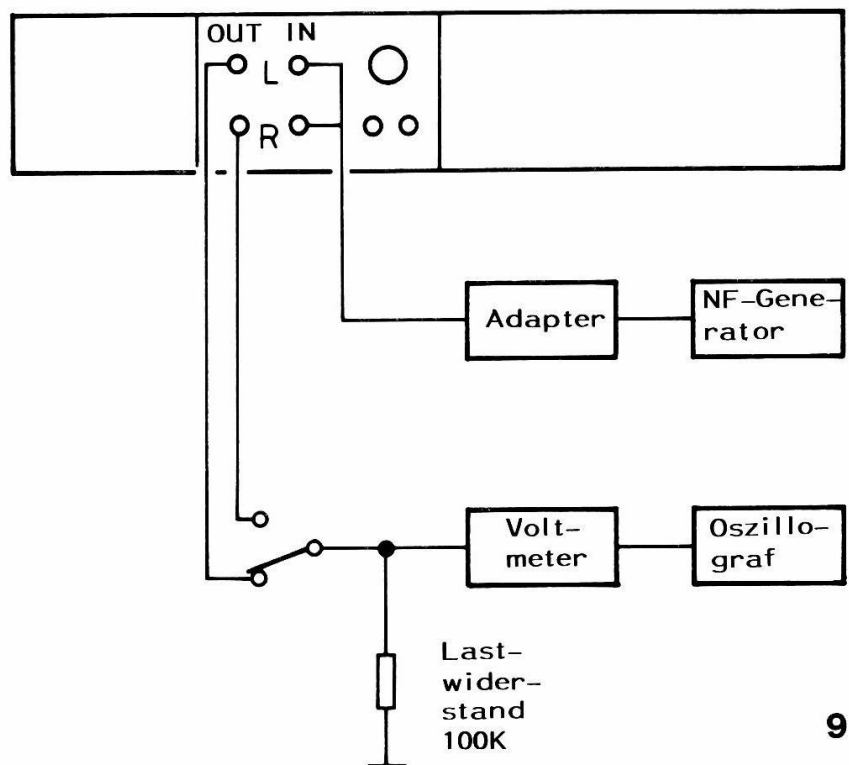 OUT IN
L
R
Adapter
NF-Gene-
rator
Volt-
meter
Oszillo-
graf
Last-
wider-
stand
100K
9